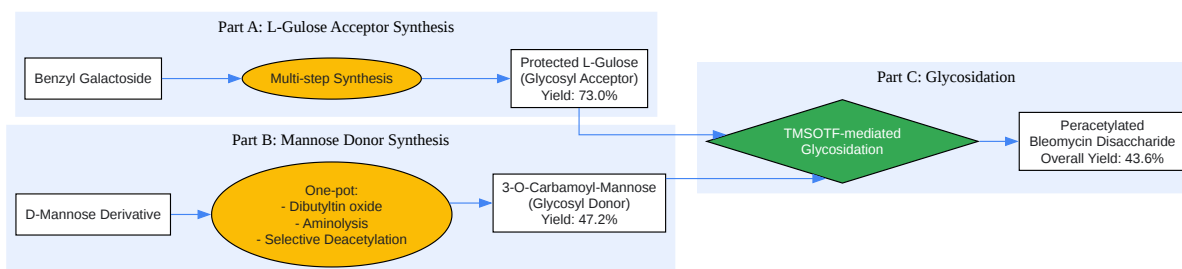 Part A: L-Gulose Acceptor Synthesis
Benzyl Galactoside
Multi-step Synthesis
Protected L-Gulose
(Glycosyl Acceptor)
Yield: 73.0%
Part B: Mannose Donor Synthesis
D-Mannose Derivative
One-pot:
- Dibutyltin oxide
- Aminolysis
- Selective Deacetylation
3-O-Carbamoyl-Mannose
(Glycosyl Donor)
Yield: 47.2%
Part C: Glycosidation
TMSOTF-mediated
Glycosidation
Peracetylated
Bleomycin Disaccharide
Overall Yield: 43.6%